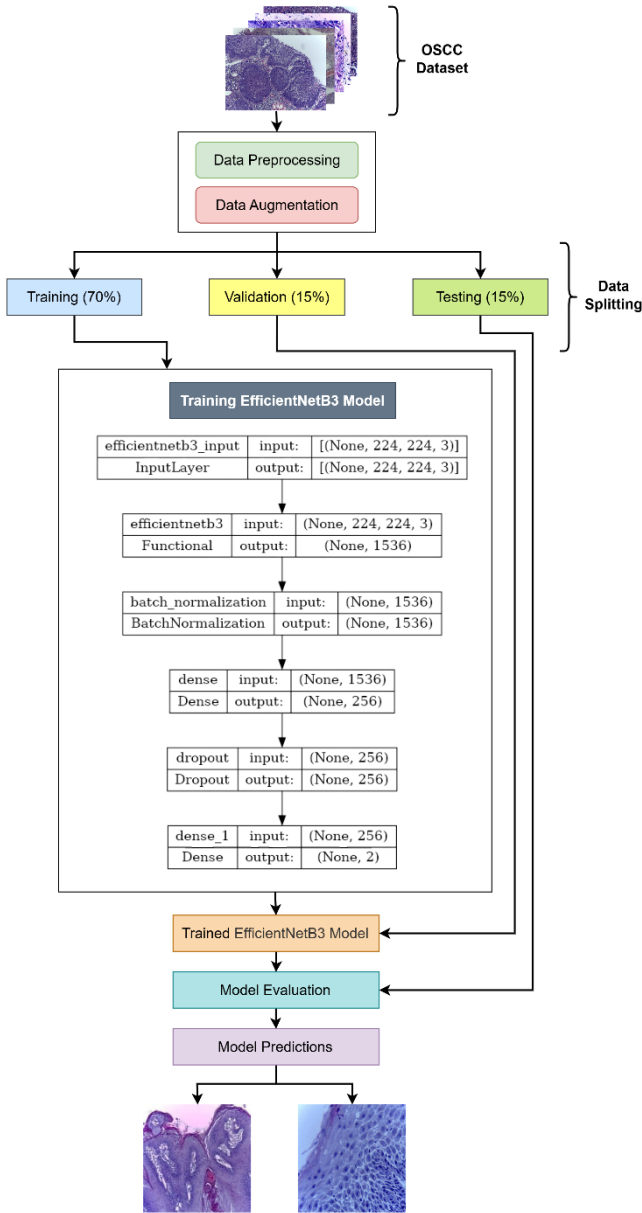 OSCC
Dataset
Data Preprocessing
Data Augmentation
Training (70%)
Validation (15%)
Testing (15%)
Data
Splitting
Training EfficientNetB3 Model
efficientnetb3_input input: [(None, 224, 224, 3)]
InputLayer output: [(None, 224, 224, 3)]
efficientnetb3 input: (None, 224, 224, 3)
Functional output: (None, 1536)
batch_normalization input: (None, 1536)
BatchNormalization output: (None, 1536)
dense input: (None, 1536)
Dense output: (None, 256)
dropout input: (None, 256)
Dropout output: (None, 256)
dense_1 input: (None, 256)
Dense output: (None, 2)
Trained EfficientNetB3 Model
Model Evaluation
Model Predictions